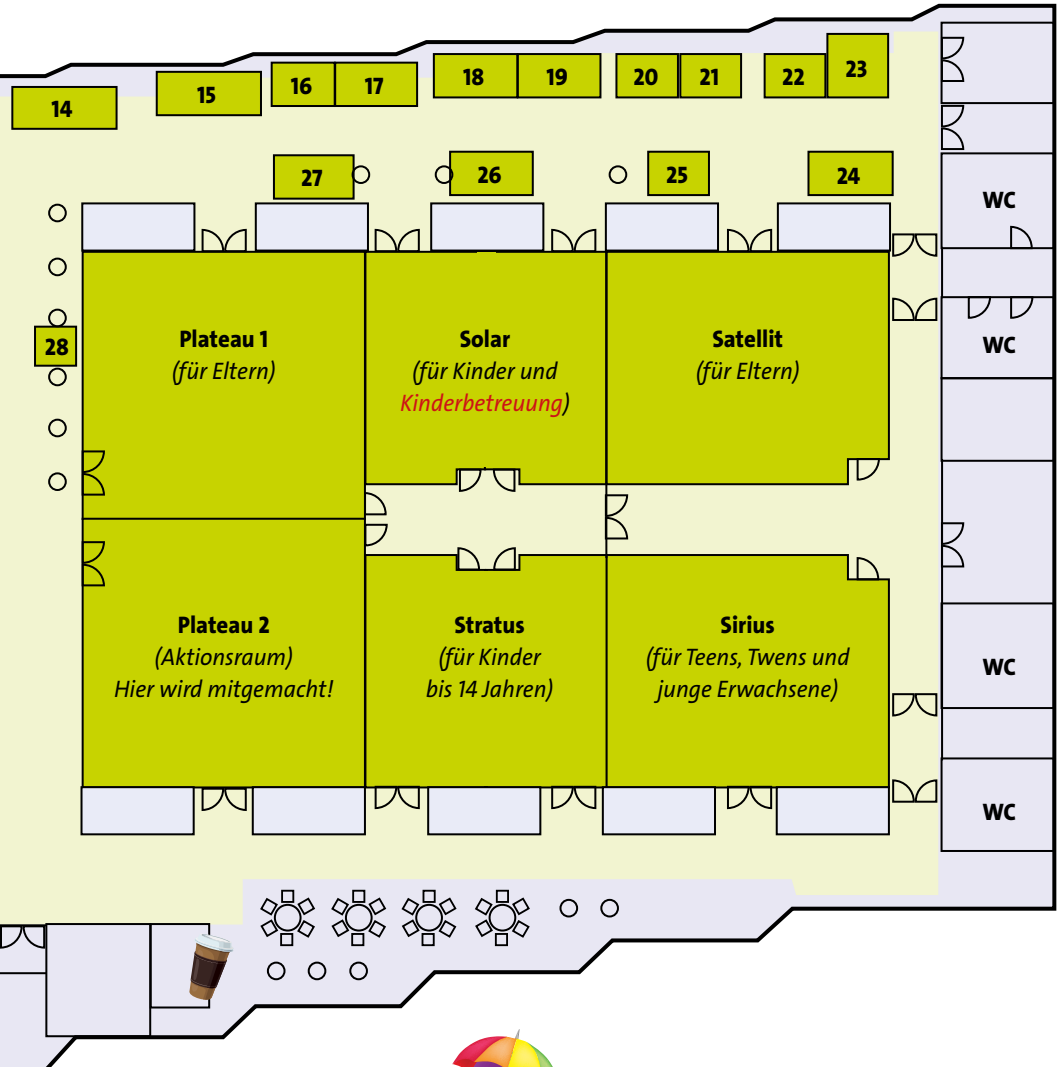 14
15
16
17
18
19
20
21
22
23
27
26
25
24
WC
28
Plateau 1
(für Eltern)
Solar
(für Kinder und
Kinderbetreuung)
Satellit
(für Eltern)
WC
Plateau 2
(Aktionsraum)
Hier wird mitgemacht!
Stratus
(für Kinder
bis 14 Jahren)
Sirius
(für Teens, Twens und
junge Erwachsene)
WC
WC